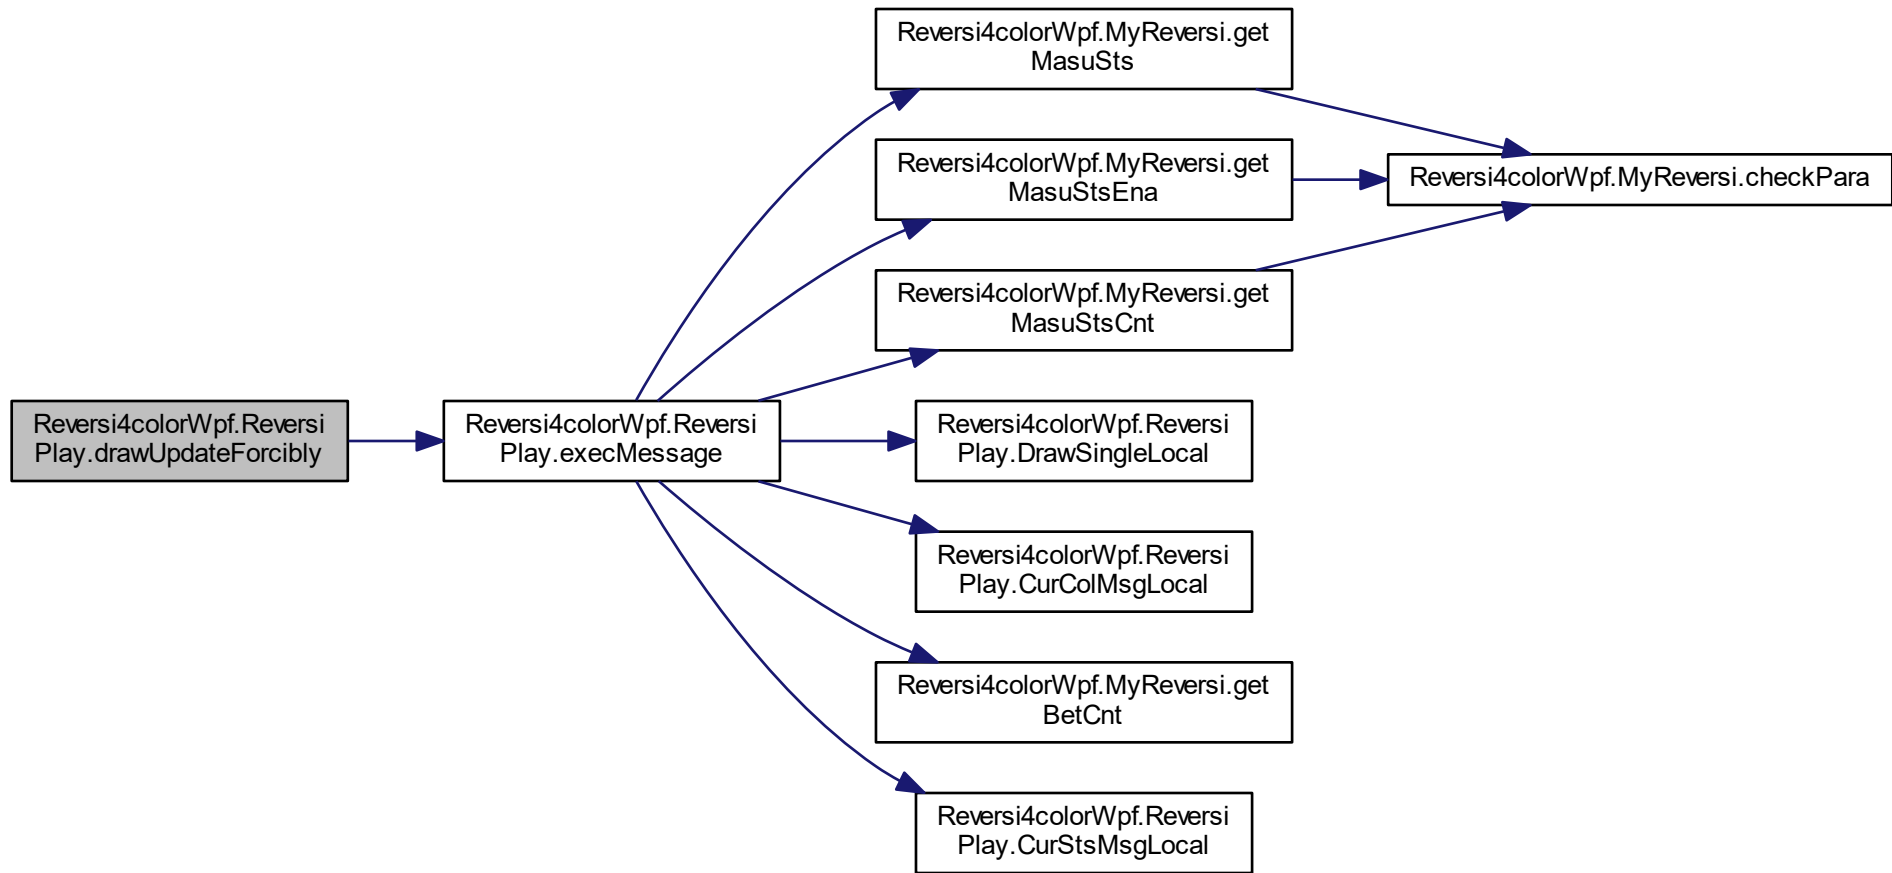 Reversi4colorWpf.Reversi
Play.drawUpdateForcibly
Reversi4colorWpf.Reversi
Play.execMessage
Reversi4colorWpf.MyReversi.get
MasuSts
Reversi4colorWpf.MyReversi.get
MasuStsEna
Reversi4colorWpf.MyReversi.get
MasuStsCnt
Reversi4colorWpf.Reversi
Play.DrawSingleLocal
Reversi4colorWpf.Reversi
Play.CurColMsgLocal
Reversi4colorWpf.MyReversi.get
BetCnt
Reversi4colorWpf.Reversi
Play.CurStsMsgLocal
Reversi4colorWpf.MyReversi.checkPara